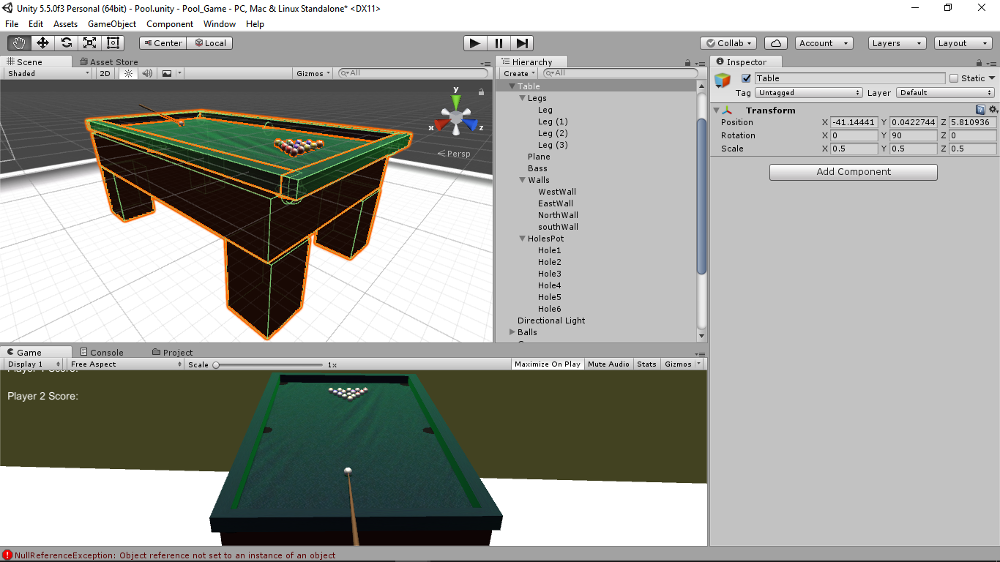 Unity 5.5.0f3 Personal (64bit) - Pool.unity - Pool_Game - PC, Mac & Linux Standalone* <DX11>
File Edit Assets GameObject Component Window Help
Center Local Collab Account Layers Layout
Scene Asset Store
Shaded 2D Gizmos All
y
x z
Persp
Hierarchy
Create All
Table
Legs
Leg
Leg (1)
Leg (2)
Leg (3)
Plane
Bass
Walls
WestWall
EastWall
NorthWall
southWall
HolesPot
Hole1
Hole2
Hole3
Hole4
Hole5
Hole6
Directional Light
Balls
Inspector
Table Static
Tag Untagged Layer Default
Transform
Position X -41.14441 Y 0.0422744 Z 5.810936
Rotation X 0 Y 90 Z 0
Scale X 0.5 Y 0.5 Z 0.5
Add Component
Game Console Project
Display 1 Free Aspect Scale 1x Maximize On Play Mute Audio Stats Gizmos
Player 1 Score:
Player 2 Score:
NullReferenceException: Object reference not set to an instance of an object